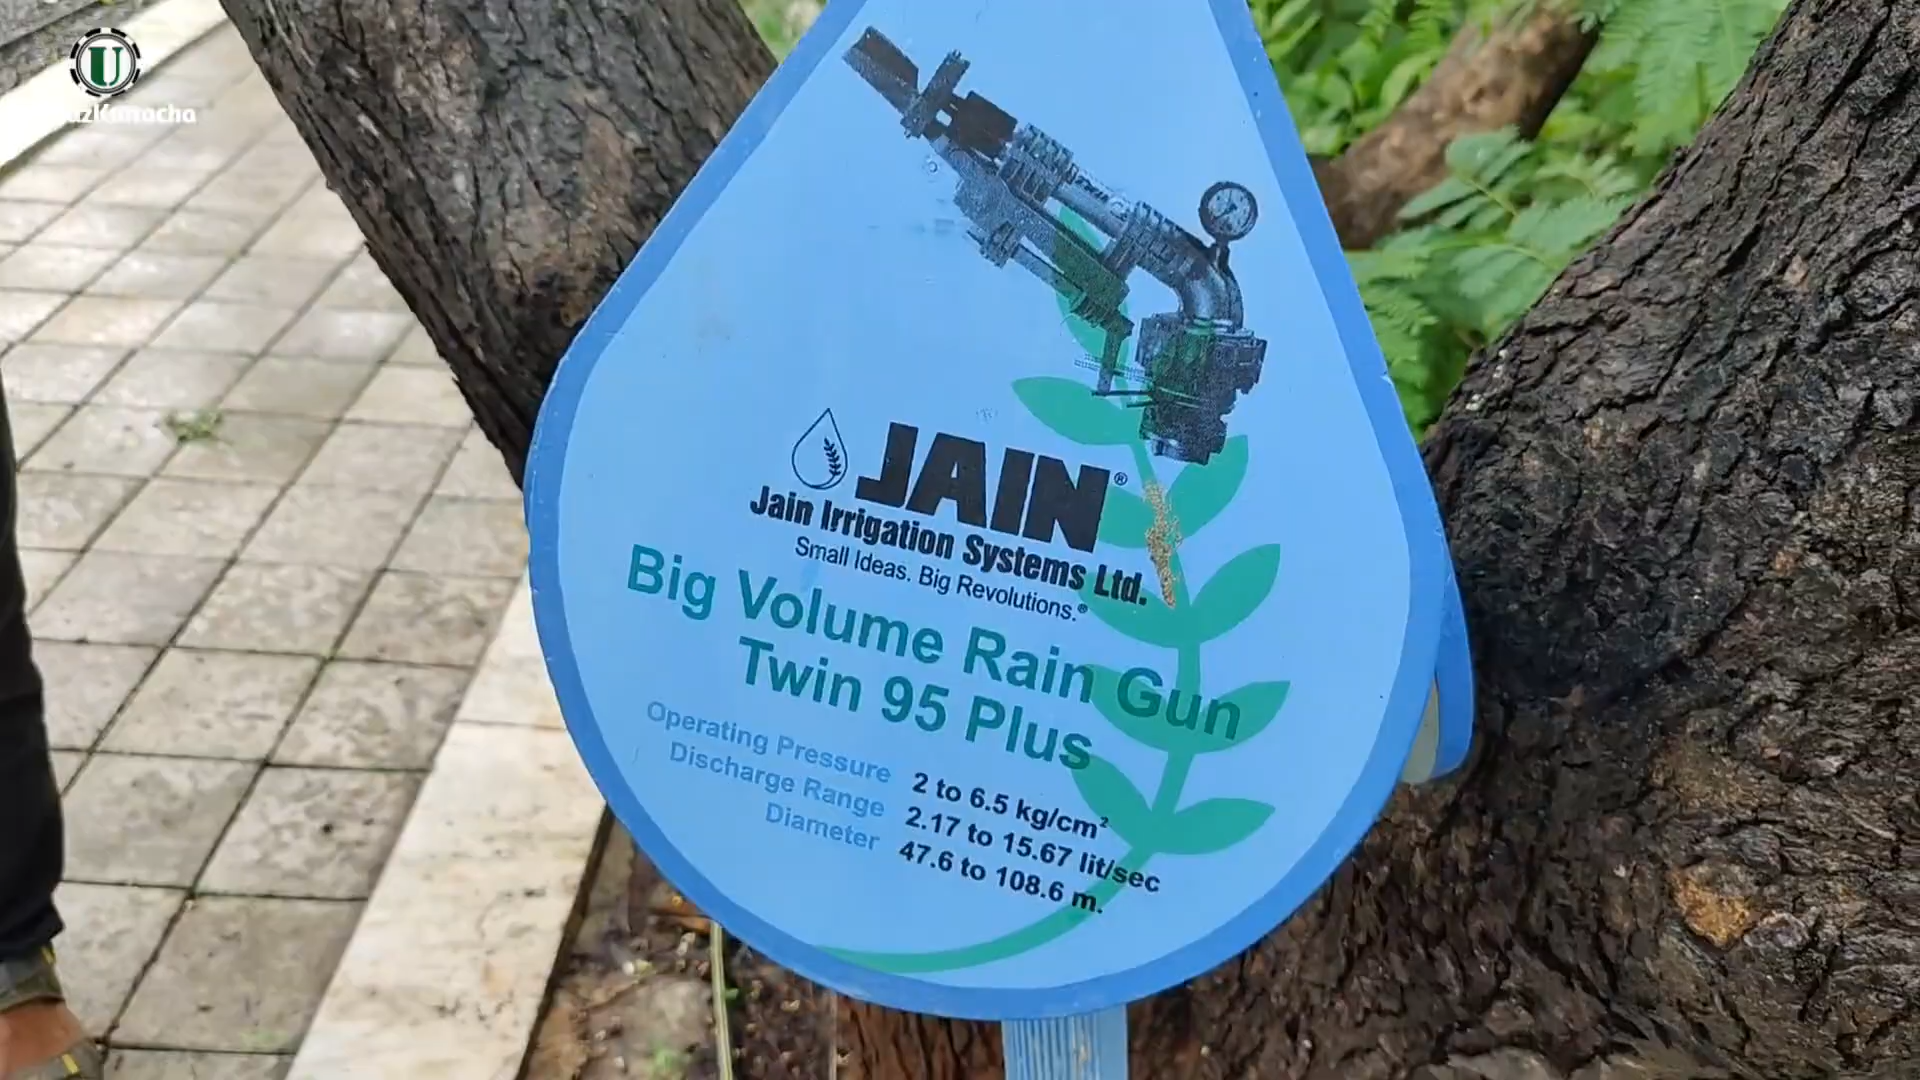 U
JAIN®
Jain Irrigation Systems Ltd.
Small Ideas. Big Revolutions.®
Big Volume Rain Gun
Twin 95 Plus
Operating Pressure 2 to 6.5 kg/cm²
Discharge Range 2.17 to 15.67 lit/sec
Diameter 47.6 to 108.6 m.